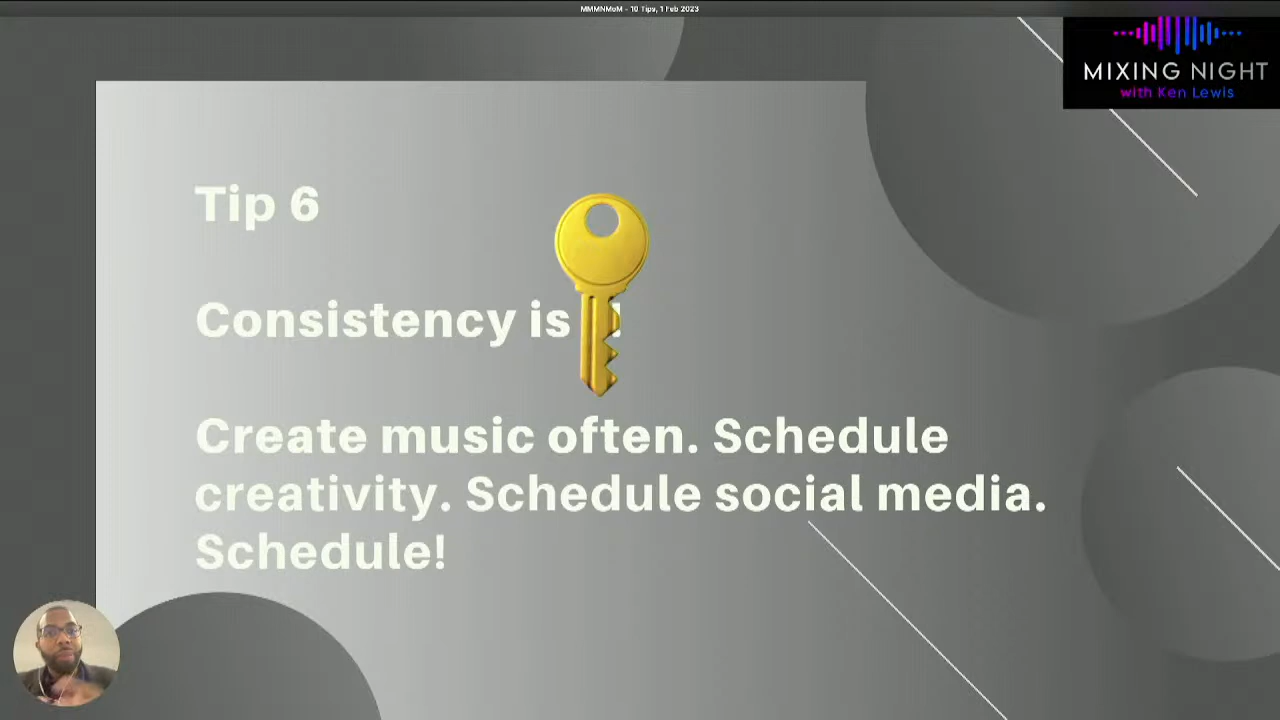 MMMNMoM - 10 Tips, 1 Feb 2023
MIXING NIGHT
with Ken Lewis
Tip 6
Consistency is
Create music often. Schedule
creativity. Schedule social media.
Schedule!